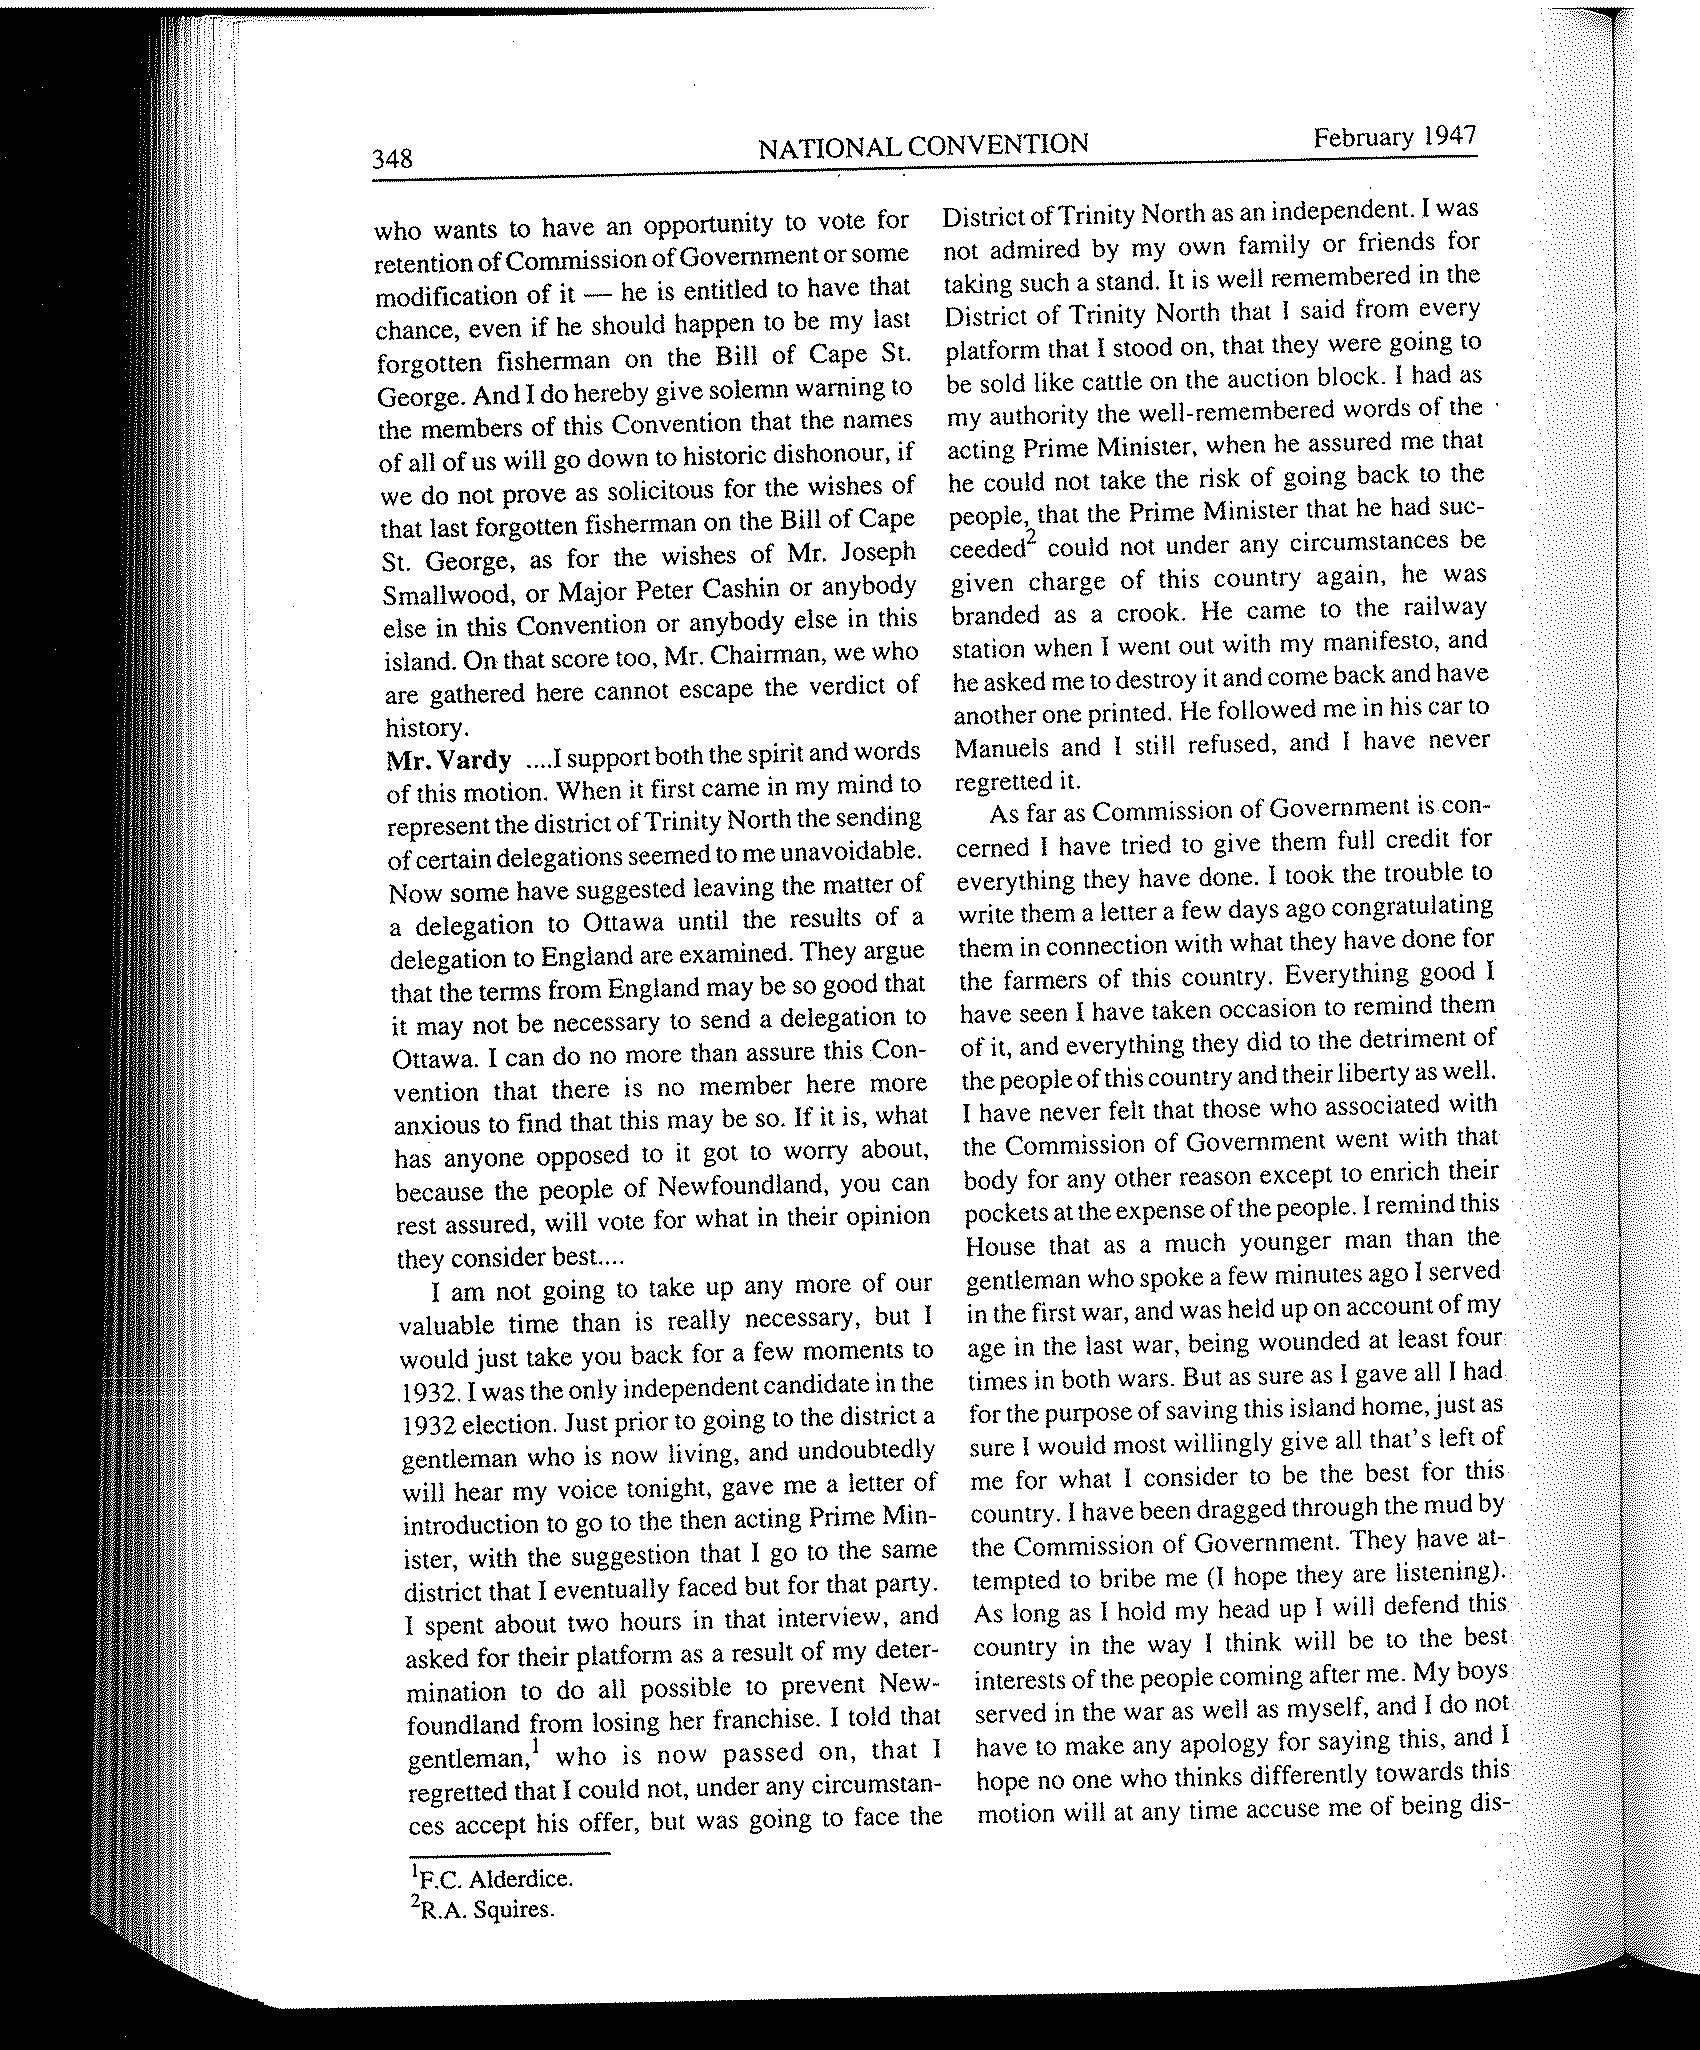 348
NATIONAL CONVENTION
February 1947
who wants to have an opportunity to vote for
retention of Commission of Government or some
modification of it — he is entitled to have that
chance, even if he should happen to be my last
forgotten fisherman on the Bill of Cape St.
George. And I do hereby give solemn warning to
the members of this Convention that the names
of all of us will go down to historic dishonour, if
we do not prove as solicitous for the wishes of
that last forgotten fisherman on the Bill of Cape
St. George, as for the wishes of Mr. Joseph
Smallwood, or Major Peter Cashin or anybody
else in this Convention or anybody else in this
island. On that score too, Mr. Chairman, we who
are gathered here cannot escape the verdict of
history.
Mr. Vardy ....I support both the spirit and words
of this motion. When it first came in my mind to
represent the district of Trinity North the sending
of certain delegations seemed to me unavoidable.
Now some have suggested leaving the matter of
a delegation to Ottawa until the results of a
delegation to England are examined. They argue
that the terms from England may be so good that
it may not be necessary to send a delegation to
Ottawa. I can do no more than assure this Con-
vention that there is no member here more
anxious to find that this may be so. If it is, what
has anyone opposed to it got to worry about,
because the people of Newfoundland, you can
rest assured, will vote for what in their opinion
they consider best....
I am not going to take up any more of our
valuable time than is really necessary, but I
would just take you back for a few moments to
1932. I was the only independent candidate in the
1932 election. Just prior to going to the district a
gentleman who is now living, and undoubtedly
will hear my voice tonight, gave me a letter of
introduction to go to the then acting Prime Min-
ister, with the suggestion that I go to the same
district that I eventually faced but for that party.
I spent about two hours in that interview, and
asked for their platform as a result of my deter-
mination to do all possible to prevent New-
foundland from losing her franchise. I told that
gentleman,1 who is now passed on, that I
regretted that I could not, under any circumstan-
ces accept his offer, but was going to face the
District of Trinity North as an independent. I was
not admired by my own family or friends for
taking such a stand. It is well remembered in the
District of Trinity North that I said from every
platform that I stood on, that they were going to
be sold like cattle on the auction block. I had as
my authority the well-remembered words of the
acting Prime Minister, when he assured me that
he could not take the risk of going back to the
people, that the Prime Minister that he had suc-
ceeded2 could not under any circumstances be
given charge of this country again, he was
branded as a crook. He came to the railway
station when I went out with my manifesto, and
he asked me to destroy it and come back and have
another one printed. He followed me in his car to
Manuels and I still refused, and I have never
regretted it.
As far as Commission of Government is con-
cerned I have tried to give them full credit for
everything they have done. I took the trouble to
write them a letter a few days ago congratulating
them in connection with what they have done for
the farmers of this country. Everything good I
have seen I have taken occasion to remind them
of it, and everything they did to the detriment of
the people of this country and their liberty as well.
I have never felt that those who associated with
the Commission of Government went with that
body for any other reason except to enrich their
pockets at the expense of the people. I remind this
House that as a much younger man than the
gentleman who spoke a few minutes ago I served
in the first war, and was held up on account of my
age in the last war, being wounded at least four
times in both wars. But as sure as I gave all I had
for the purpose of saving this island home, just as
sure I would most willingly give all that's left of
me for what I consider to be the best for this
country. I have been dragged through the mud by
the Commission of Government. They have at-
tempted to bribe me (I hope they are listening).
As long as I hold my head up I will defend this
country in the way I think will be to the best
interests of the people coming after me. My boys
served in the war as well as myself, and I do not
have to make any apology for saying this, and I
hope no one who thinks differently towards this
motion will at any time accuse me of being dis-
1F.C. Alderdice.
2R.A. Squires.